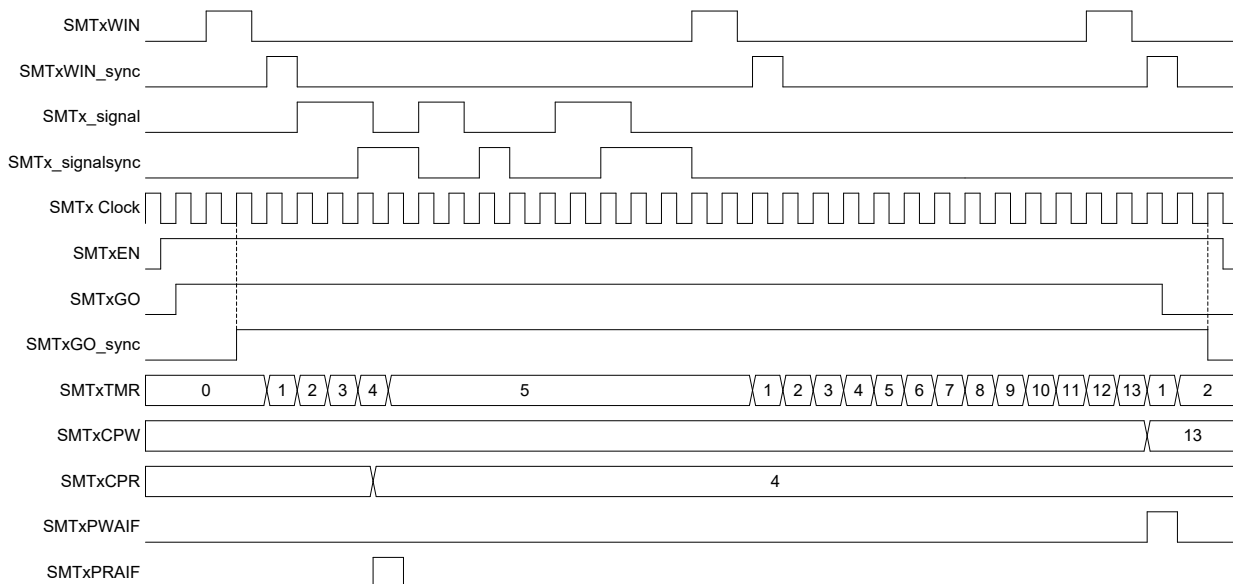 SMTxWIN
SMTxWIN_sync
SMTx_signal
SMTx_signalsync
SMTx Clock
SMTxEN
SMTxGO
SMTxGO_sync
SMTxTMR 0 1 2 3 4 5 1 2 3 4 5 6 7 8 9 10 11 12 13 1 2
SMTxCPW 13
SMTxCPR 4
SMTxPWAIF
SMTxPRAIF